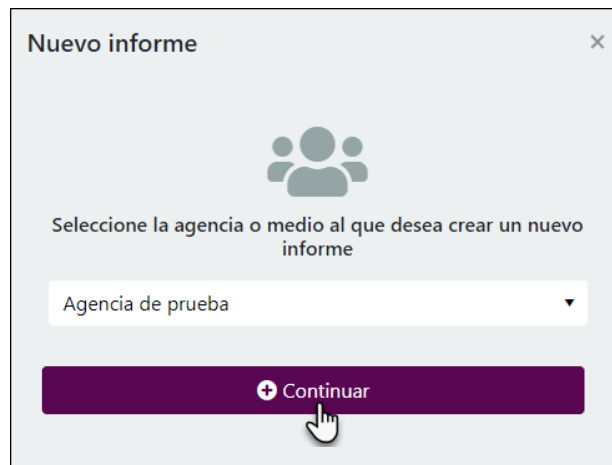 Nuevo informe
Seleccione la agencia o medio al que desea crear un nuevo
informe
Agencia de prueba
Continuar